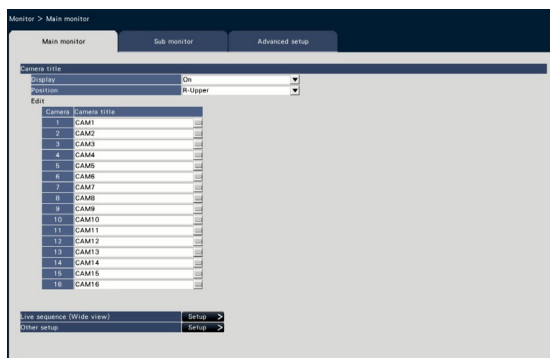 Monitor > Main monitor
Main monitor Sub monitor Advanced setup
Camera title
Display On
Position R-Upper
Edit
Camera Camera title
1 CAM1
2 CAM2
3 CAM3
4 CAM4
5 CAM5
6 CAM6
7 CAM7
8 CAM8
9 CAM9
10 CAM10
11 CAM11
12 CAM12
13 CAM13
14 CAM14
15 CAM15
16 CAM16
Live sequence (Wide view) Setup >
Other setup Setup >